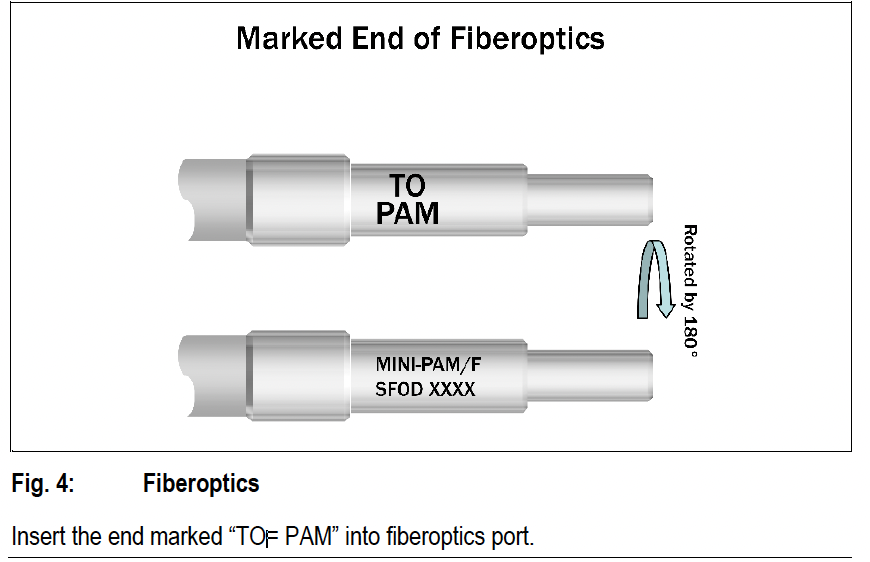 Marked End of Fiberoptics
TO
PAM
Rotated by 180°
MINI-PAM/F
SFOD XXXX
Fig. 4: Fiberoptics
Insert the end marked “TO= PAM” into fiberoptics port.